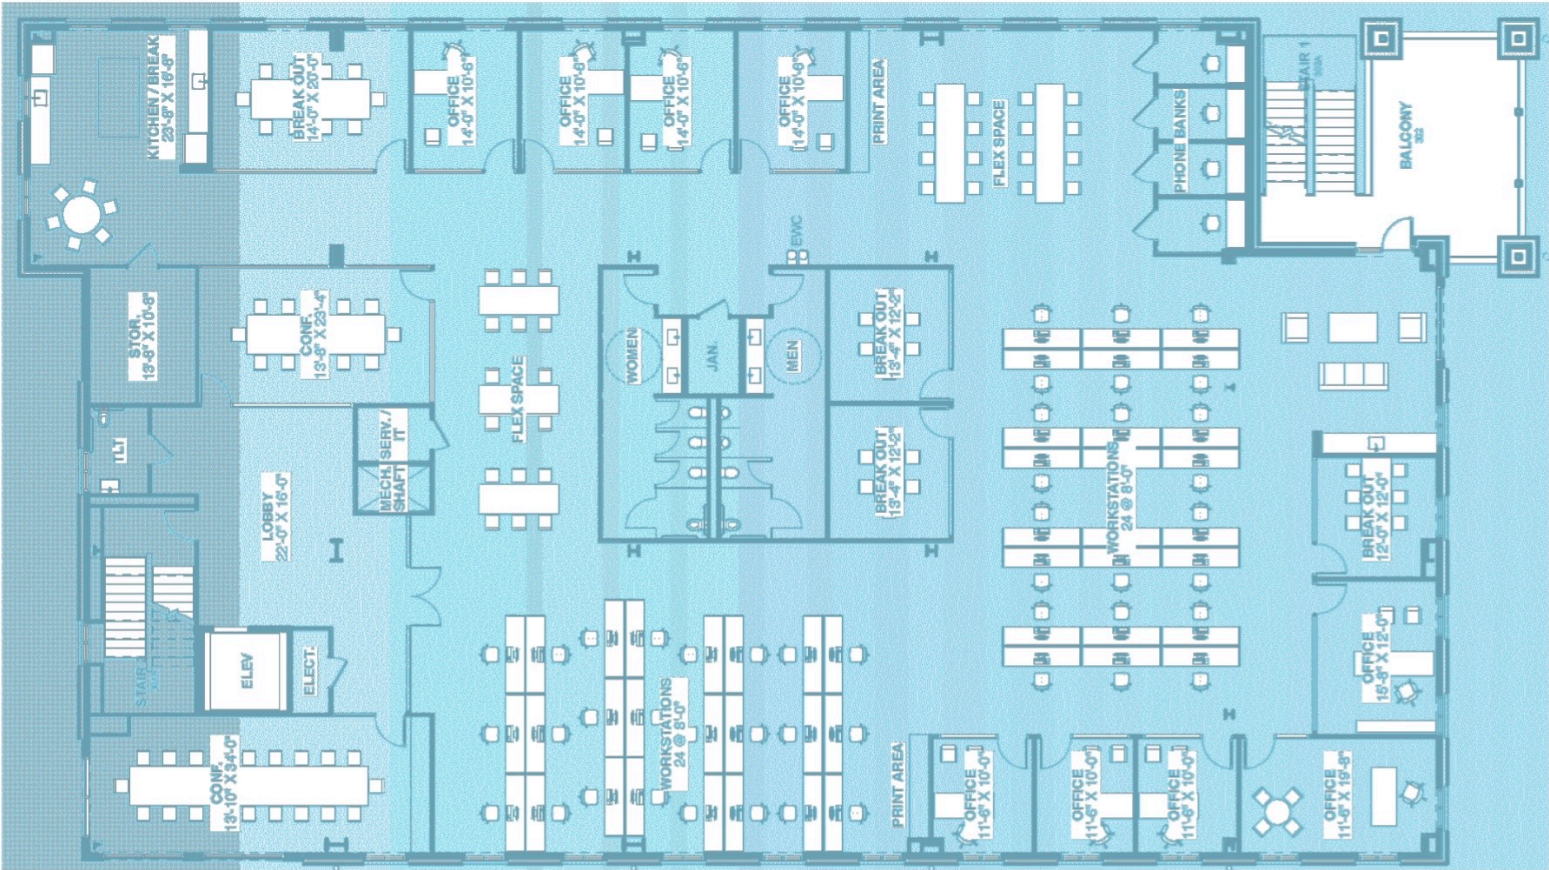 KITCHEN / BREAK
23'-8" X 16'-8"
BREAK OUT
14'-0" X 20'-0"
OFFICE
14'-0" X 10'-6"
OFFICE
14'-0" X 10'-6"
OFFICE
14'-0" X 10'-6"
OFFICE
14'-0" X 10'-6"
PRINT AREA
FLEX SPACE
PHONE BANKS
STAIR 1
BALCONY
302
STOR.
13'-8" X 10'-8"
CONF.
13'-8" X 23'-4"
FLEX SPACE
WOMEN
JAN.
MEN
EWC
BREAK OUT
13'-4" X 12'-2"
BREAK OUT
13'-4" X 12'-2"
WORKSTATIONS
24 @ 8'-0"
TLT
LOBBY
22'-0" X 16'-0"
SERV. /
IT
MECH.
SHAFT
BREAK OUT
12'-0" X 12'-0"
OFFICE
15'-8" X 12'-0"
STAIR
ELEV
ELECT.
CONF.
13'-10" X 34'-0"
WORKSTATIONS
24 @ 8'-0"
PRINT AREA
OFFICE
11'-6" X 10'-0"
OFFICE
11'-6" X 10'-0"
OFFICE
11'-6" X 10'-0"
OFFICE
11'-6" X 19'-8"